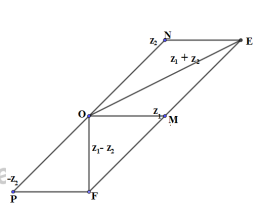 z₂ N E
z₁ + z₂
O z₁ M
z₁- z₂
-z₂
P F